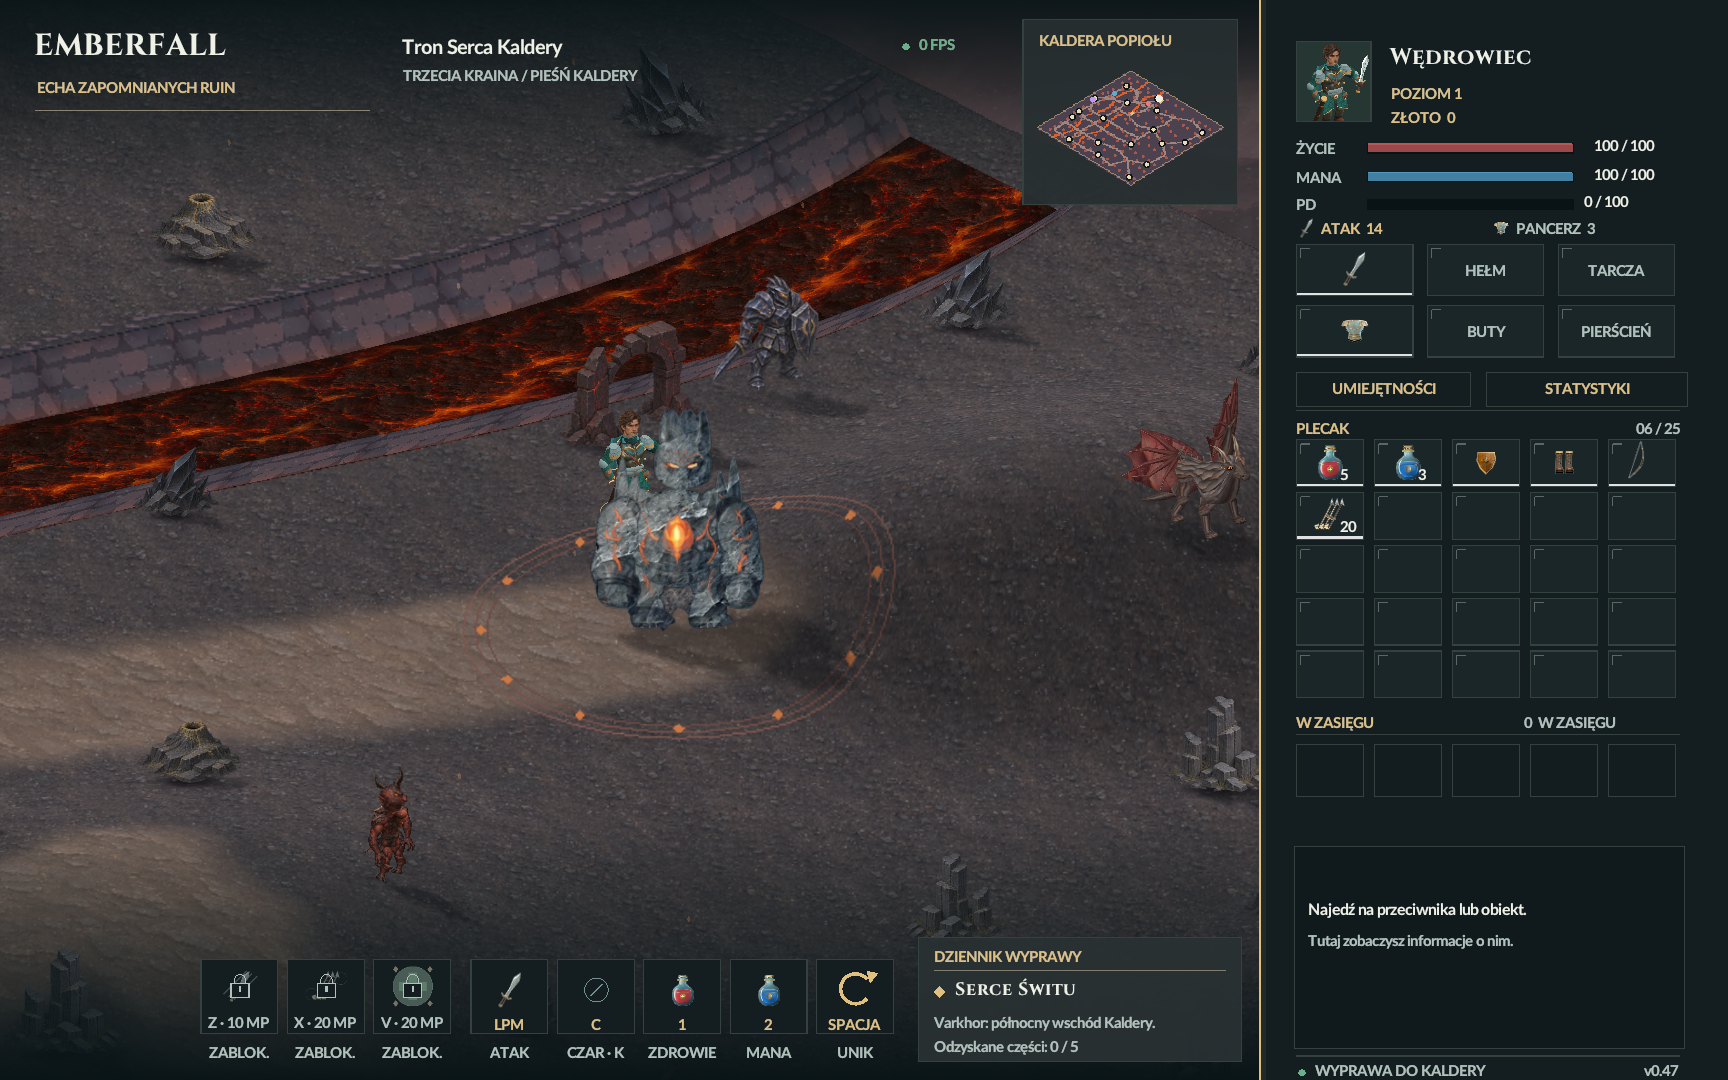 EMBERFALL
ECHA ZAPOMNIANYCH RUIN
Tron Serca Kaldery
TRZECIA KRAINA / PIEŚŃ KALDERY
0 FPS
KALDERA POPIOŁU
WĘDROWIEC
POZIOM 1
ZŁOTO 0
ŻYCIE 100 / 100
MANA 100 / 100
PD 0 / 100
ATAK 14 PANCERZ 3
HEŁM TARCZA
BUTY PIERŚCIEŃ
UMIEJĘTNOŚCI STATYSTYKI
PLECAK 06 / 25
5 3
20
W ZASIĘGU 0 W ZASIĘGU
Najedź na przeciwnika lub obiekt.
Tutaj zobaczysz informacje o nim.
WYPRAWA DO KALDERY v0.47
Z · 10 MP X · 20 MP V · 20 MP LPM C 1 2 SPACJA
ZABLOK. ZABLOK. ZABLOK. ATAK CZAR · K ZDROWIE MANA UNIK
DZIENNIK WYPRAWY
SERCE ŚWITU
Varkhor: północny wschód Kaldery.
Odzyskane części: 0 / 5